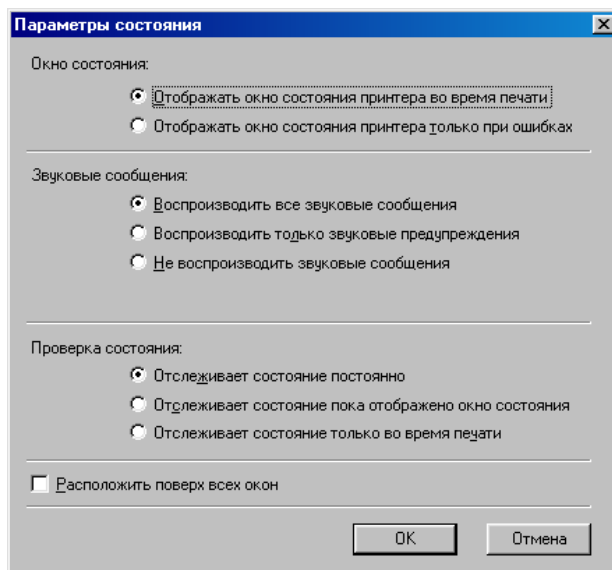 Параметры состояния
Окно состояния:
Отображать окно состояния принтера во время печати
Отображать окно состояния принтера только при ошибках
Звуковые сообщения:
Воспроизводить все звуковые сообщения
Воспроизводить только звуковые предупреждения
Не воспроизводить звуковые сообщения
Проверка состояния:
Отслеживает состояние постоянно
Отслеживает состояние пока отображено окно состояния
Отслеживает состояние только во время печати
Расположить поверх всех окон
OK Отмена